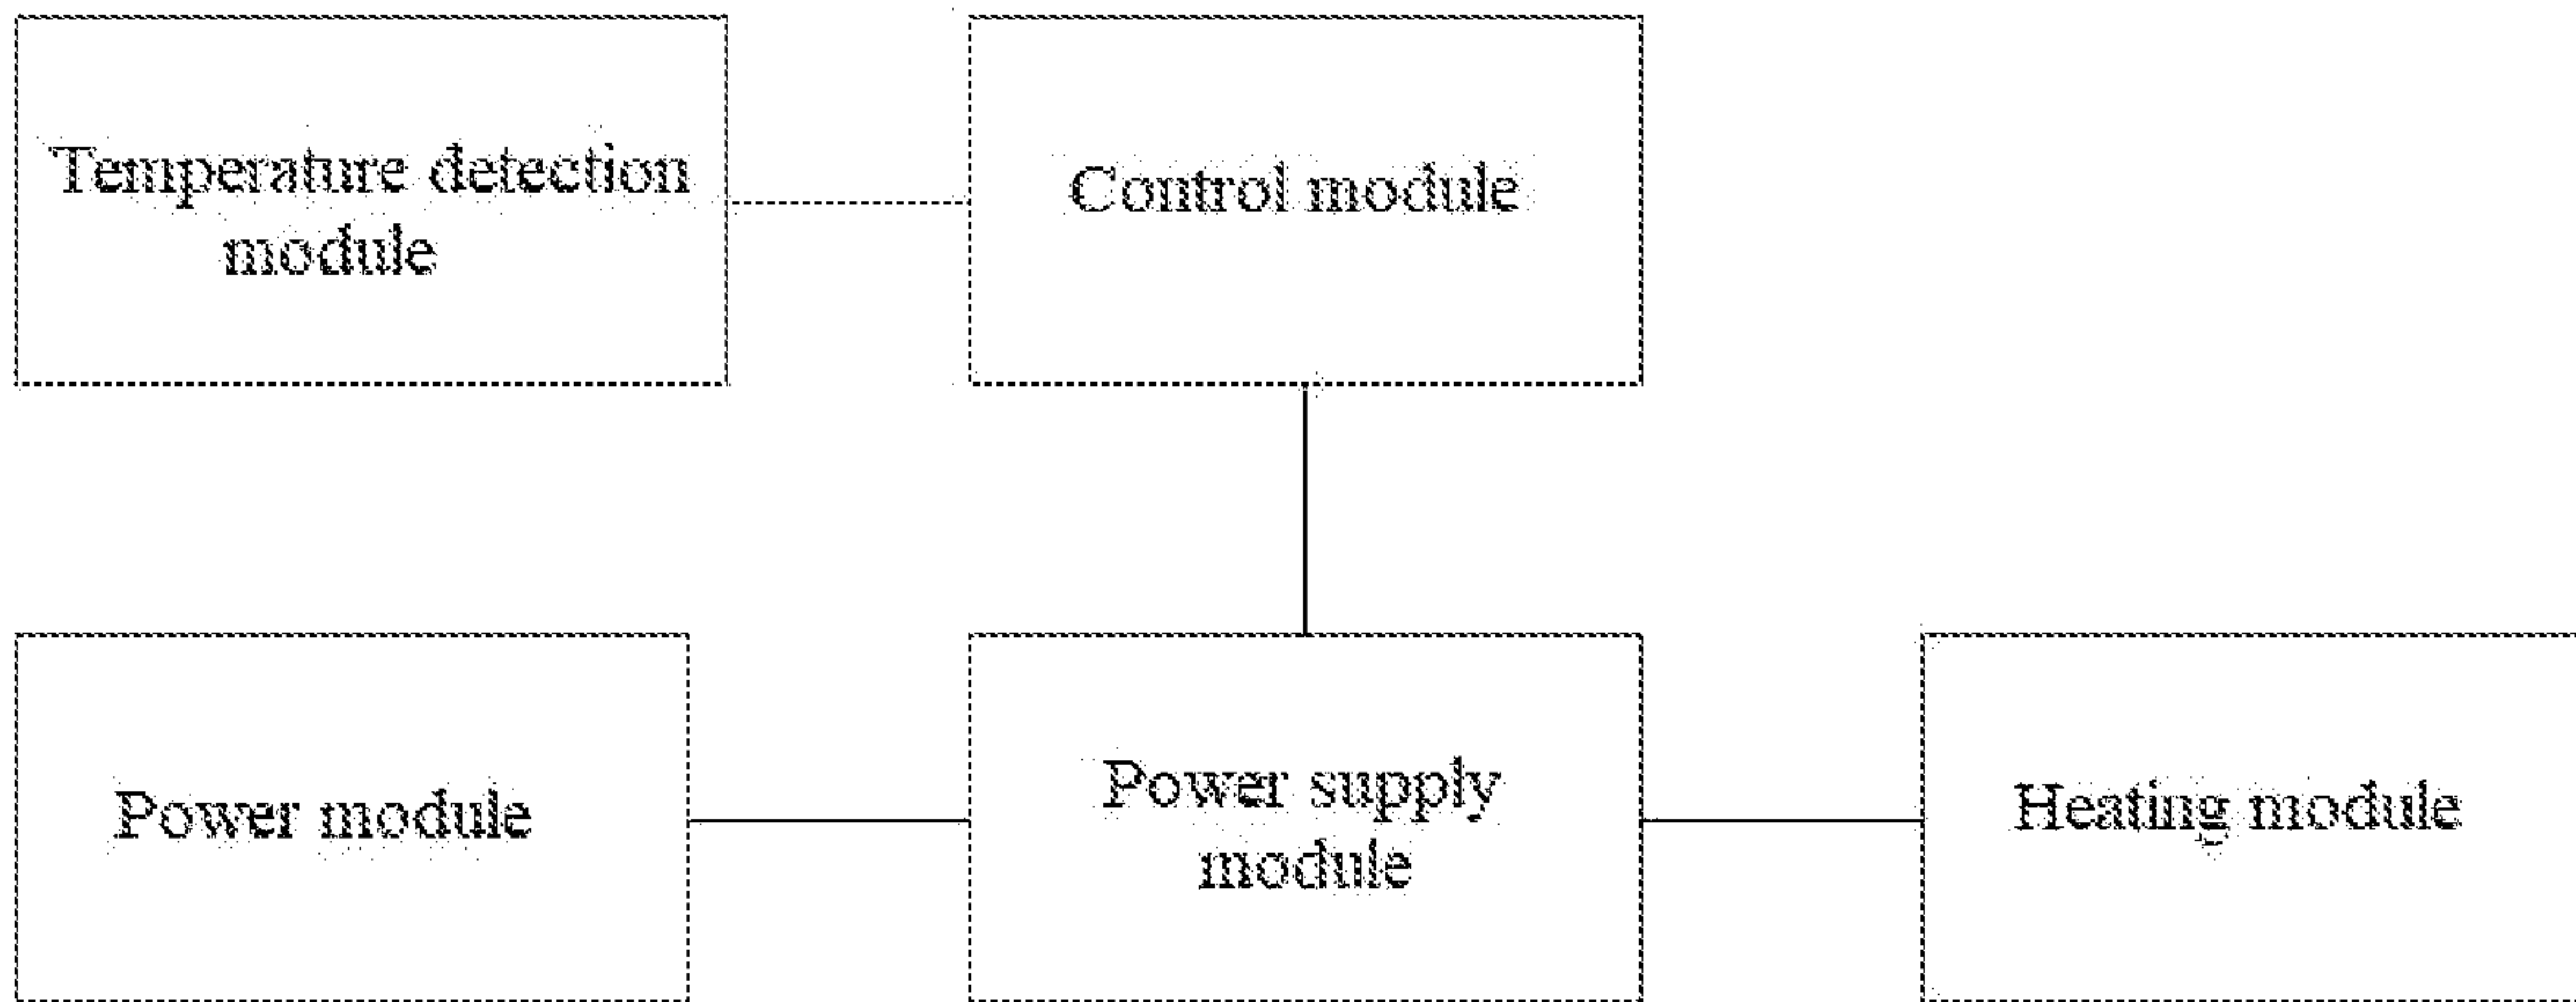 Temperature detection
module
Control module
Power module
Power supply
module
Heating module